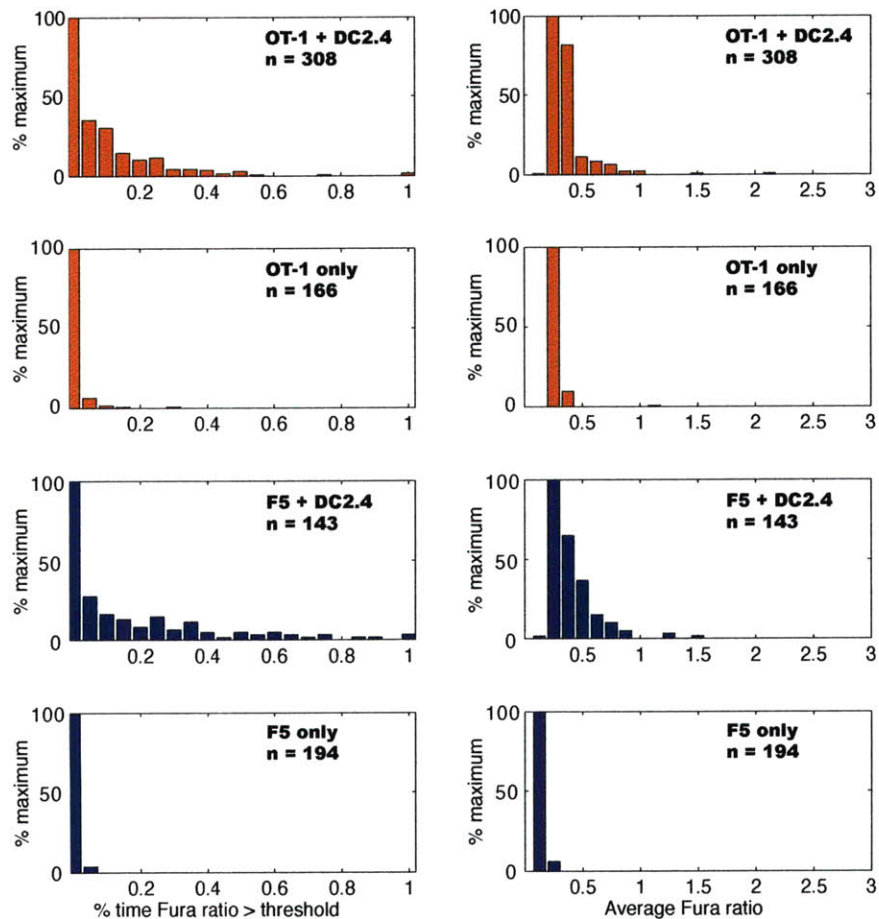 OT-1 + DC2.4
n = 308
% maximum
100
50
0
0.2 0.4 0.6 0.8 1
OT-1 + DC2.4
n = 308
% maximum
100
50
0
0.5 1 1.5 2 2.5 3
OT-1 only
n = 166
% maximum
100
50
0
0.2 0.4 0.6 0.8 1
OT-1 only
n = 166
% maximum
100
50
0
0.5 1 1.5 2 2.5 3
F5 + DC2.4
n = 143
% maximum
100
50
0
0.2 0.4 0.6 0.8 1
F5 + DC2.4
n = 143
% maximum
100
50
0
0.5 1 1.5 2 2.5 3
F5 only
n = 194
% maximum
100
50
0
0.2 0.4 0.6 0.8 1
% time Fura ratio > threshold
F5 only
n = 194
% maximum
100
50
0
0.5 1 1.5 2 2.5 3
Average Fura ratio